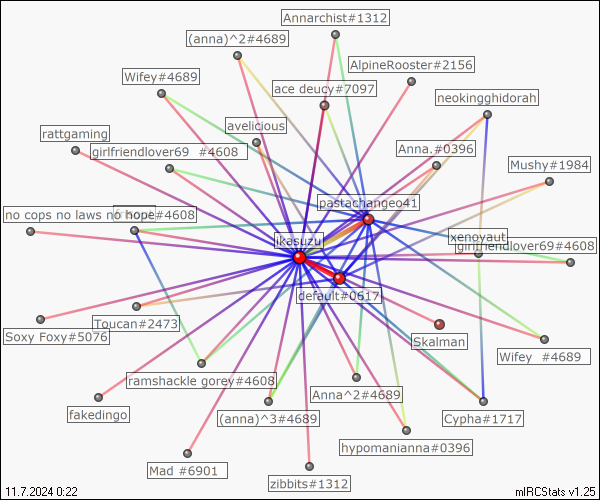 Annarchist#1312
(anna)^2#4689
AlpineRooster#2156
Wifey#4689
ace deucy#7097
neokingghidorah
avelicious
rattgaming
girlfriendlover69 #4608
Anna.#0396
Mushy#1984
pastachangeo41
no cops no laws no hope
#4608
ikasuzu
xenoyaut
girlfriendlover69#4608
default#0617
Soxy Foxy#5076
Toucan#2473
Skalman
Wifey #4689
ramshackle gorey#4608
Anna^2#4689
fakedingo
(anna)^3#4689
Cypha#1717
hypomanianna#0396
Mad #6901
zibbits#1312
11.7.2024 0:22
mIRCStats v1.25